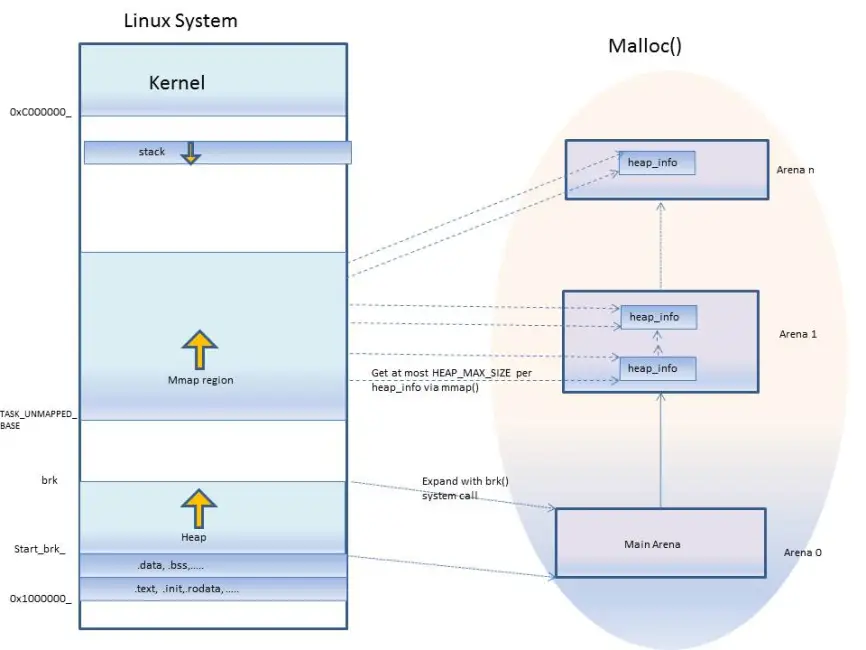 Linux System
Malloc()
Kernel
0xC000000_
stack
heap_info
Arena n
heap_info
Arena 1
heap_info
Get at most HEAP_MAX_SIZE per
heap_info via mmap()
Mmap region
TASK_UNMAPPED_
BASE
brk
Expand with brk()
system call
Heap
Main Arena
Start_brk_
Arena 0
.data, .bss,.....
.text, .init,.rodata, .....
0x1000000_